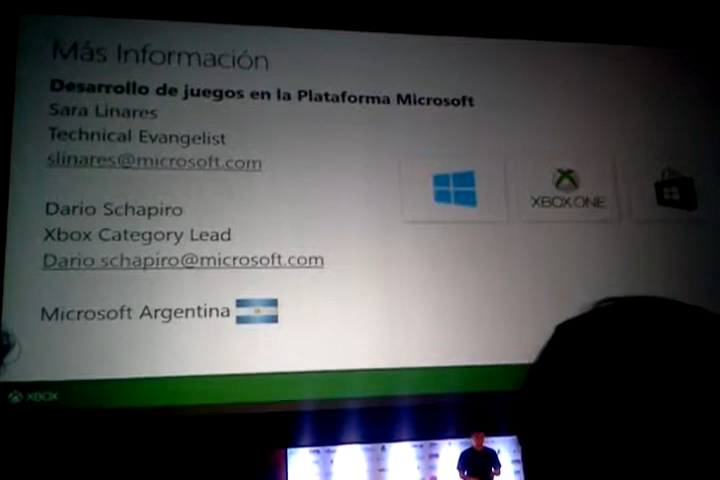 Más Información
Desarrollo de juegos en la Plataforma Microsoft
Sara Linares
Technical Evangelist
slinares@microsoft.com
Dario Schapiro
Xbox Category Lead
Dario.schapiro@microsoft.com
Microsoft Argentina
XBOX ONE
XBOX